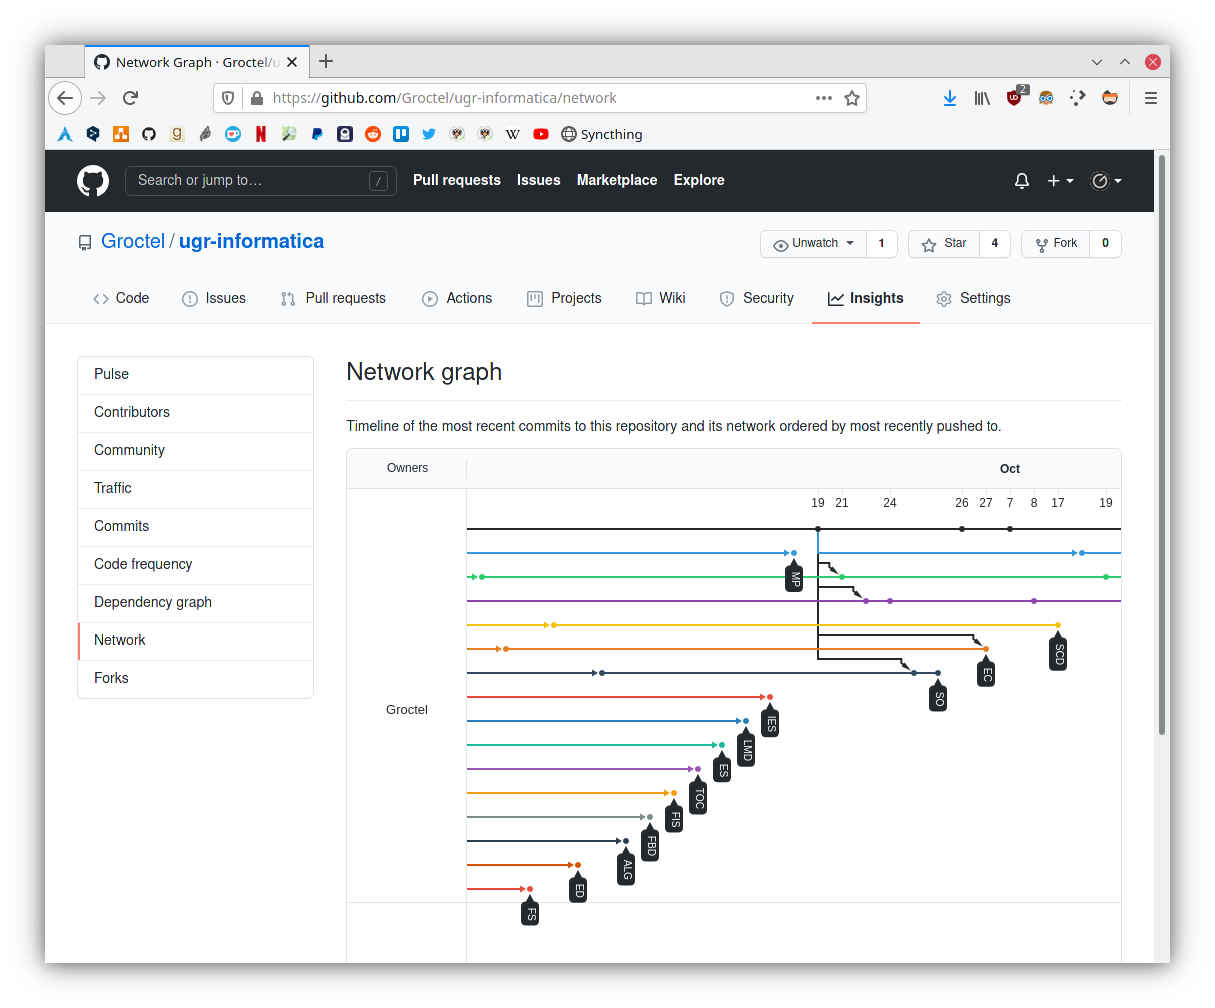 Network Graph · Groctel/u
https://github.com/Groctel/ugr-informatica/network
2
g
N
W
Syncthing
Search or jump to…
/
Pull requests
Issues
Marketplace
Explore
Groctel / ugr-informatica
Unwatch 1
Star 4
Fork 0
Code
Issues
Pull requests
Actions
Projects
Wiki
Security
Insights
Settings
Pulse
Contributors
Community
Traffic
Commits
Code frequency
Dependency graph
Network
Forks
Network graph
Timeline of the most recent commits to this repository and its network ordered by most recently pushed to.
Owners
Oct
19 21 24 26 27 7 8 17 19
Groctel
MP
SCD
EC
SO
IES
LMD
ES
TOC
FIS
FBD
ALG
ED
FS